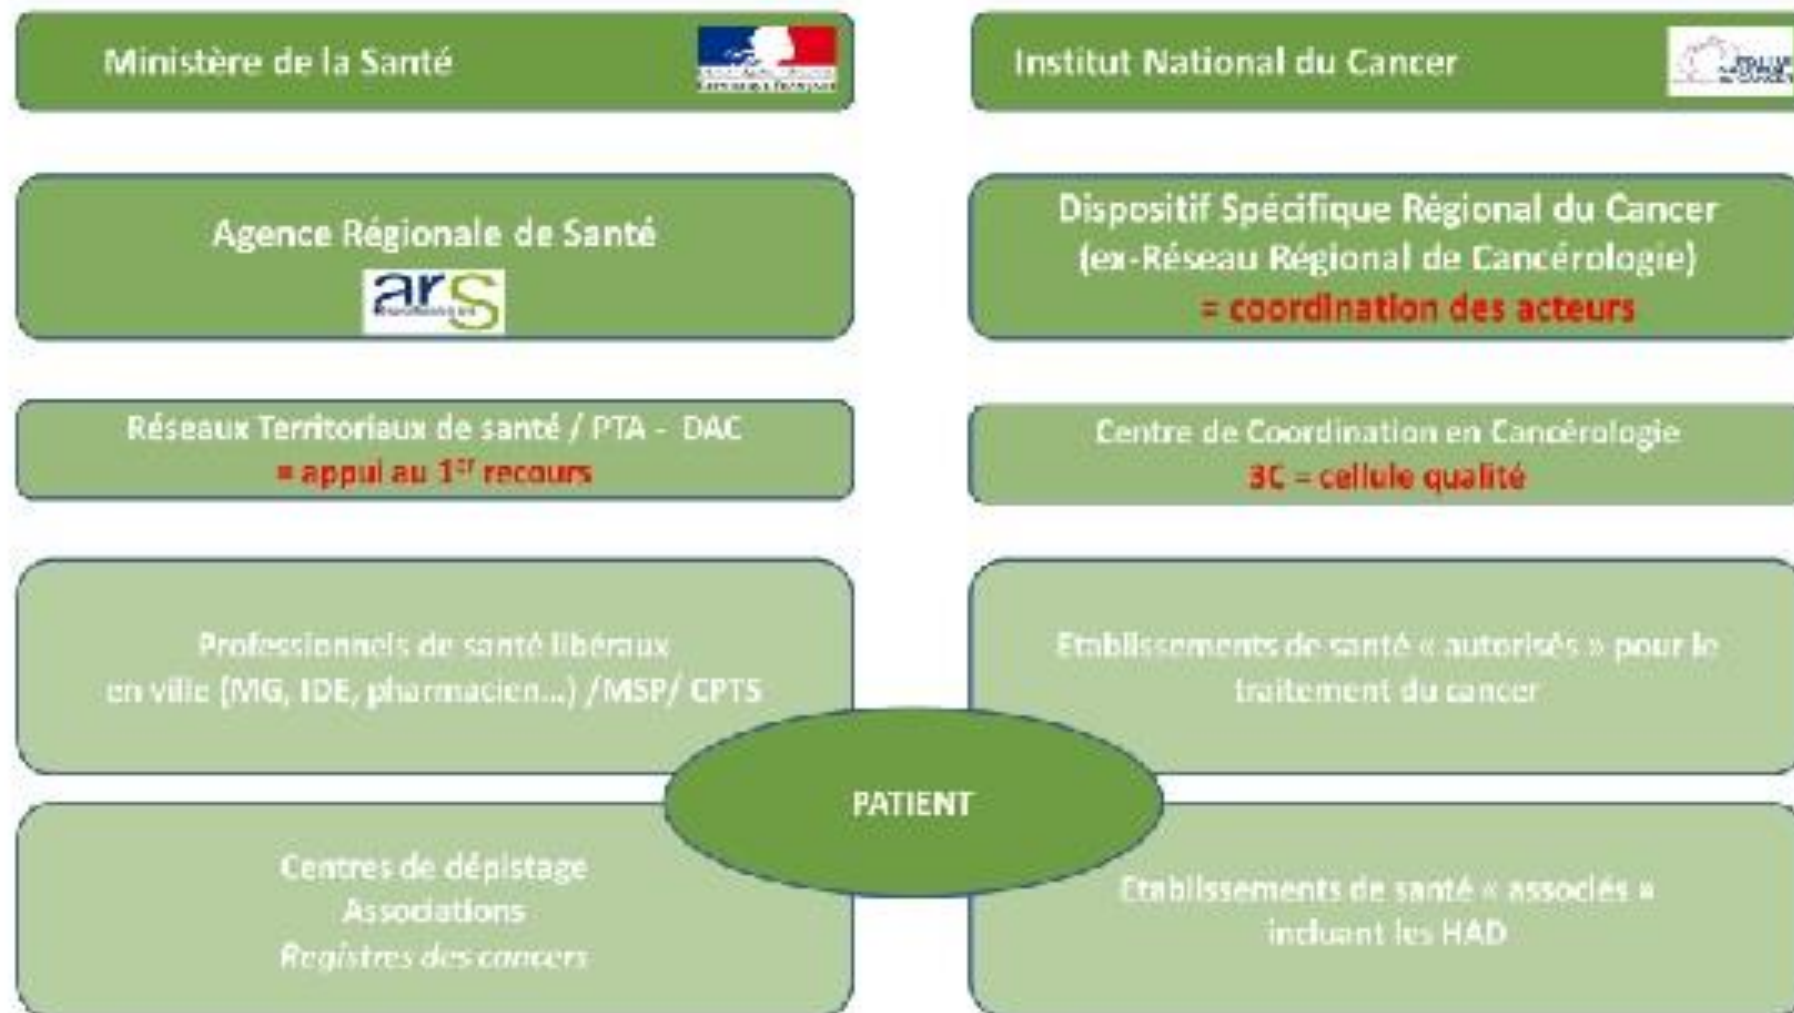 Ministère de la Santé
Institut National du Cancer
Agence Régionale de Santé
ars
Dispositif Spécifique Régional du Cancer
(ex-Réseau Régional de Cancérologie)
= coordination des acteurs
Réseaux Territoriaux de santé / PTA - DAC
= appui au 1er recours
Centre de Coordination en Cancérologie
3C = cellule qualité
Professionnels de santé libéraux
en ville (MG, IDE, pharmacien...) /MSP/ CPTS
Etablissements de santé « autorisés » pour le
traitement du cancer
PATIENT
Centres de dépistage
Associations
Registres des cancers
Etablissements de santé « associés »
incluant les HAD